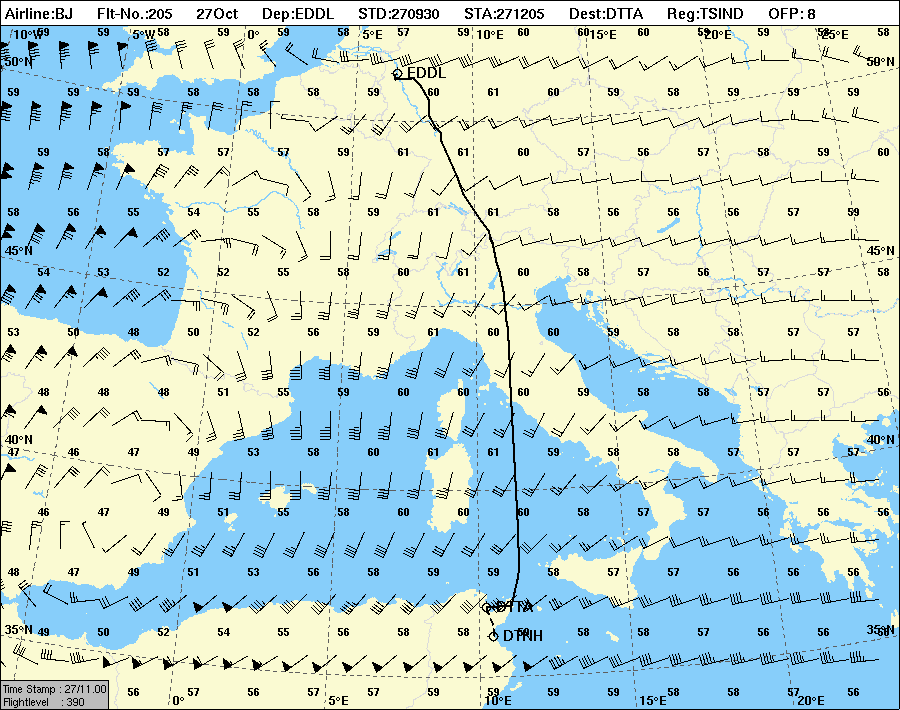 Airline:BJ Flt-No.:205 27Oct Dep:EDDL STD:270930 STA:271205 Dest:DTTA Reg:TSIND OFP: 8
10°W 5°W 0° 5°E 57 58 10°E 59 15°E 20°E 25°E 58
50°N 50°N
EDDL
59 59 59 58 59 60 61 60 60 59 58 58 59
59 58 57 57 57 59 61 61 60 60 59 58 57 59 60
58 56 55 54 55 58 59 61 61 60 56 56 57 57 59
45°N 45°N
54 53 52 52 55 58 60 61 61 60 58 57 57 57 58
53 50 48 50 52 56 59 61 60 60 59 58 57 57 57
48 48 48 51 55 58 60 60 60 59 58 57 57 56 56
40°N 40°N
47 46 47 50 53 58 60 61 61 60 58 57 57 57 57
46 47 48 51 55 58 60 60 60 58 57 57 56 56
48 47 49 51 53 56 58 59 59 58 57 57 56 56 56
DTTA
35°N 35°N
49 50 52 54 57 58 58 58 59 58 58 57 56 56
DTNH
Time Stamp : 27/11.00
Flightlevel : 390
56 58 59 59 59 59 58 57 56
0° 5°E 10°E 15°E 20°E